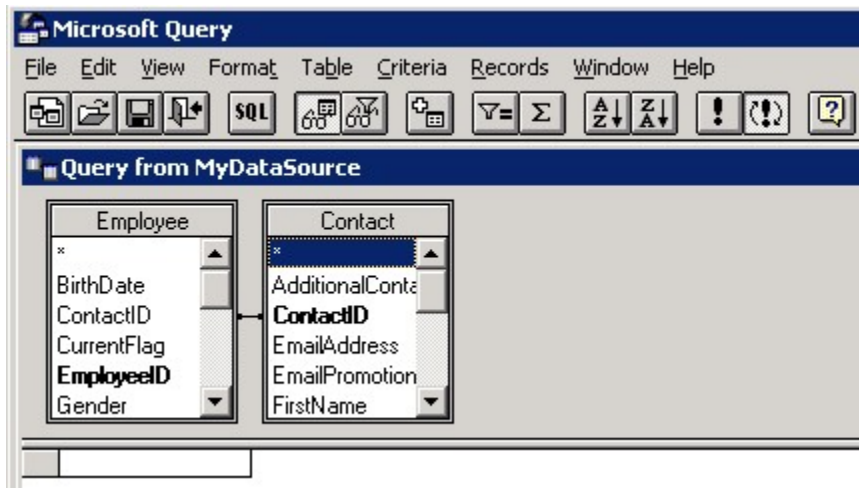 Microsoft Query
File Edit View Format Table Criteria Records Window Help
SQL
A Z Z A
Query from MyDataSource
Employee
*
BirthDate
ContactID
CurrentFlag
EmployeeID
Gender
Contact
*
AdditionalConta
ContactID
EmailAddress
EmailPromotion
FirstName